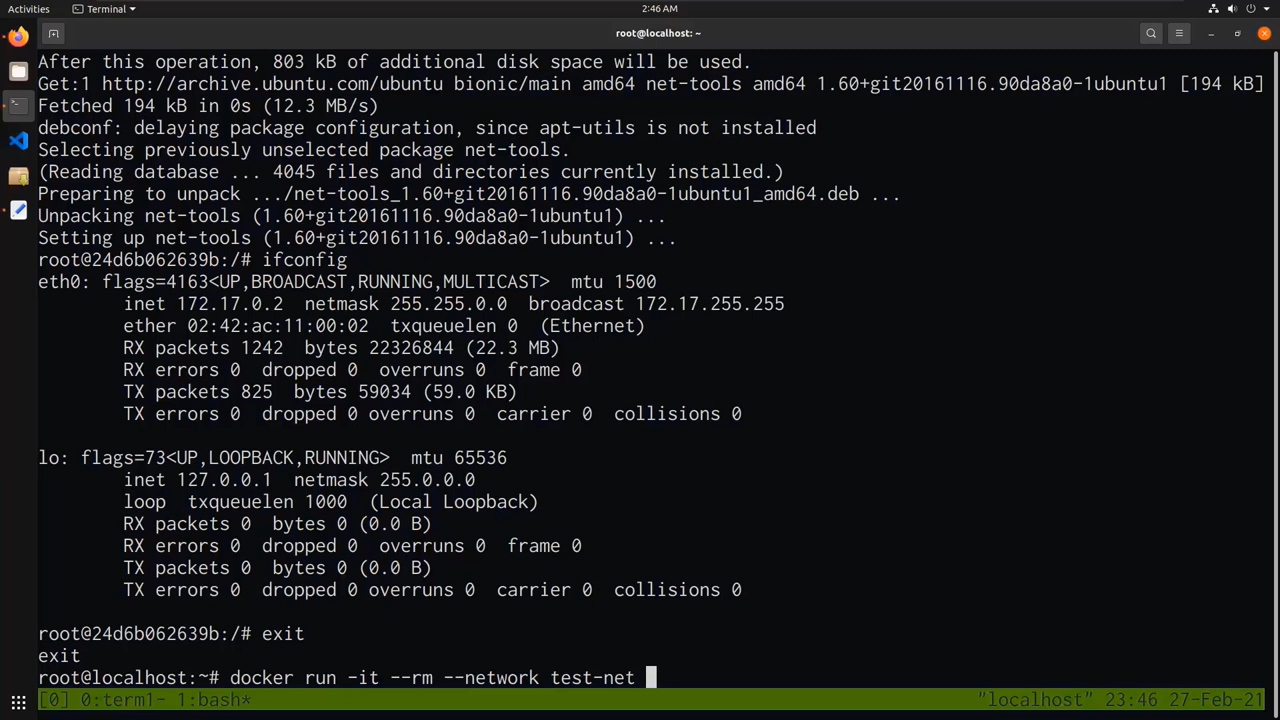 Activities
Terminal
2:46 AM
root@localhost: ~
After this operation, 803 kB of additional disk space will be used.
Get:1 http://archive.ubuntu.com/ubuntu bionic/main amd64 net-tools amd64 1.60+git20161116.90da8a0-1ubuntu1 [194 kB]
Fetched 194 kB in 0s (12.3 MB/s)
debconf: delaying package configuration, since apt-utils is not installed
Selecting previously unselected package net-tools.
(Reading database ... 4045 files and directories currently installed.)
Preparing to unpack .../net-tools_1.60+git20161116.90da8a0-1ubuntu1_amd64.deb ...
Unpacking net-tools (1.60+git20161116.90da8a0-1ubuntu1) ...
Setting up net-tools (1.60+git20161116.90da8a0-1ubuntu1) ...
root@24d6b062639b:/# ifconfig
eth0: flags=4163<UP,BROADCAST,RUNNING,MULTICAST>  mtu 1500
        inet 172.17.0.2  netmask 255.255.0.0  broadcast 172.17.255.255
        ether 02:42:ac:11:00:02  txqueuelen 0  (Ethernet)
        RX packets 1242  bytes 22326844 (22.3 MB)
        RX errors 0  dropped 0  overruns 0  frame 0
        TX packets 825  bytes 59034 (59.0 KB)
        TX errors 0  dropped 0 overruns 0  carrier 0  collisions 0
lo: flags=73<UP,LOOPBACK,RUNNING>  mtu 65536
        inet 127.0.0.1  netmask 255.0.0.0
        loop  txqueuelen 1000  (Local Loopback)
        RX packets 0  bytes 0 (0.0 B)
        RX errors 0  dropped 0  overruns 0  frame 0
        TX packets 0  bytes 0 (0.0 B)
        TX errors 0  dropped 0 overruns 0  carrier 0  collisions 0
root@24d6b062639b:/# exit
exit
root@localhost:~# docker run -it --rm --network test-net
[0] 0:term1- 1:bash*
"localhost" 23:46 27-Feb-21